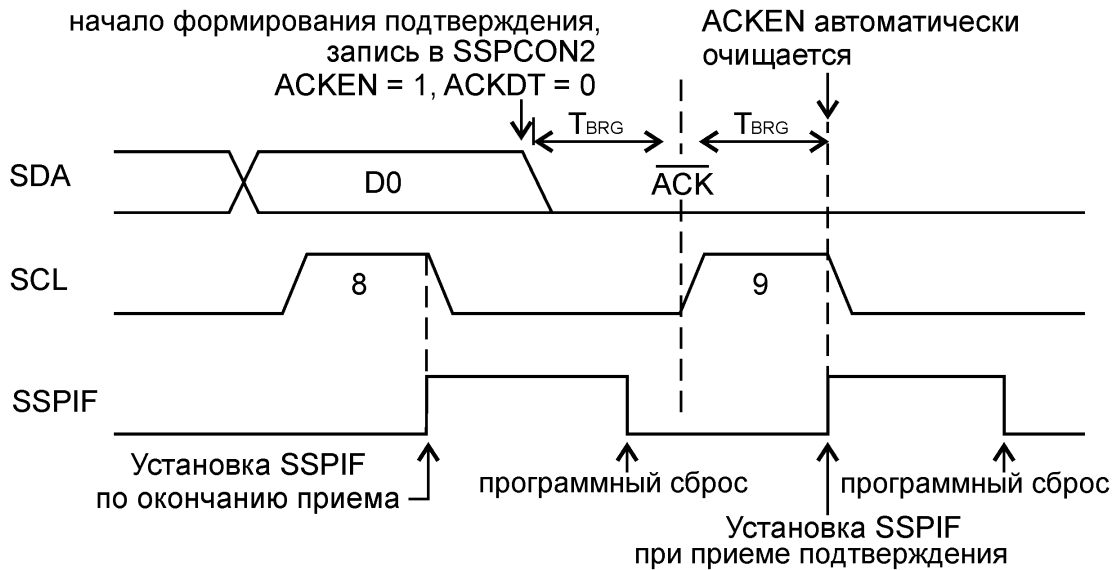 начало формирования подтверждения,
запись в SSPCON2
ACKEN = 1, ACKDT = 0
ACKEN автоматически
очищается
TBRG
TBRG
SDA
D0
ACK
SCL
8
9
SSPIF
Установка SSPIF
по окончанию приема
программный сброс
программный сброс
Установка SSPIF
при приеме подтверждения